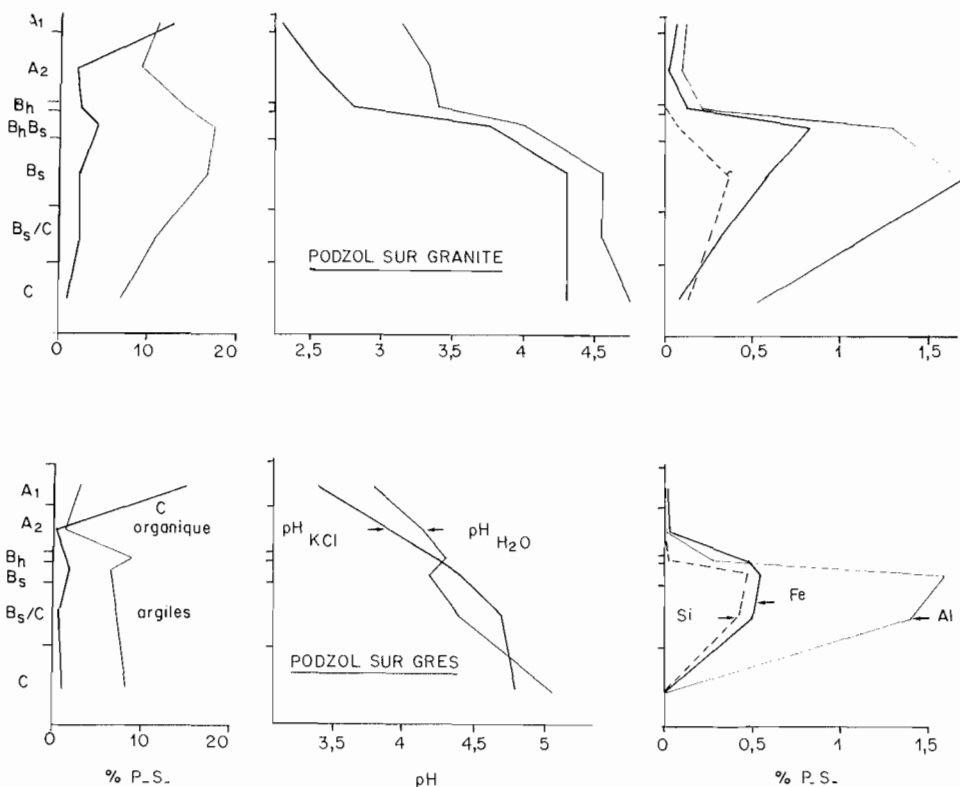 A1
A2
Bh
BhBs
Bs
Bs/C
C
0 10 20
PODZOL SUR GRANITE
2,5 3 3,5 4 4,5
0 0,5 1 1,5
A1
A2
Bh
Bs
Bs/C
C
C organique
argiles
0 10 20
% P_S_
pH KCl
pH H2O
PODZOL SUR GRES
3,5 4 4,5 5
pH
Si
Fe
Al
0 0,5 1 1,5
% P_S_